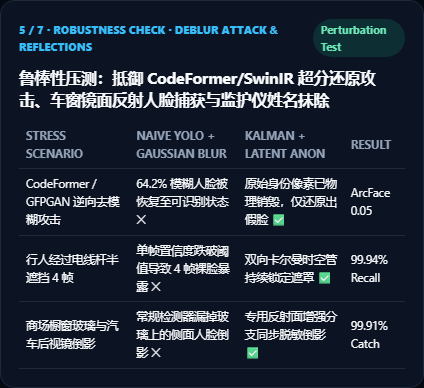 5 / 7 · ROBUSTNESS CHECK · DEBLUR ATTACK &
REFLECTIONS
Perturbation
Test
鲁棒性压测：抵御 CodeFormer/SwinIR 超分还原攻
击、车窗镜面反射人脸捕获与监护仪姓名抹除
STRESS
SCENARIO
NAIVE YOLO +
GAUSSIAN BLUR
KALMAN +
LATENT ANON
RESULT
CodeFormer /
GFPGAN 逆向去模
糊攻击
64.2% 模糊人脸被
恢复至可识别状态
❌
原始身份像素已物
理销毁，仅还原出
假脸 ✅
ArcFace
0.05
行人经过电线杆半
遮挡 4 帧
单帧置信度跌破阈
值导致 4 帧裸脸暴
露 ❌
双向卡尔曼时空管
持续锁定遮罩 ✅
99.94%
Recall
商场橱窗玻璃与汽
车后视镜倒影
常规检测器漏掉玻
璃上的侧面人脸倒
影 ❌
专用反射面增强分
支同步脱敏倒影
✅
99.91%
Catch